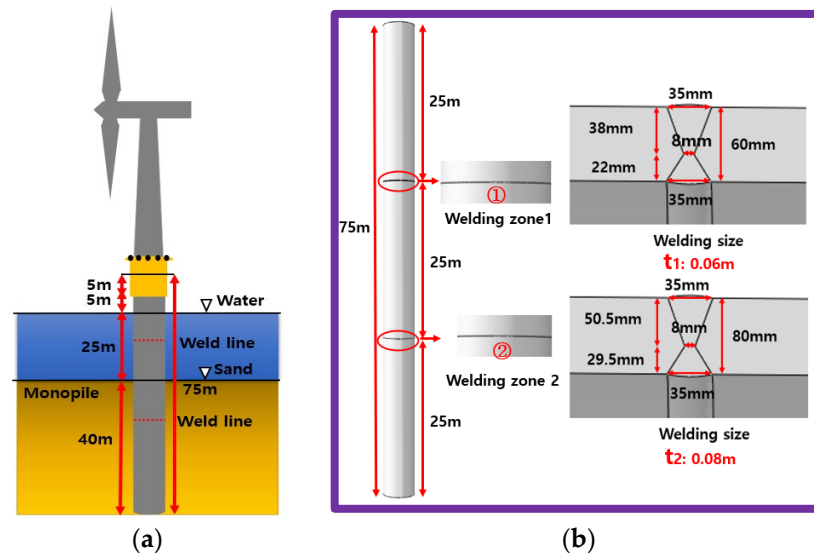 5m
5m
Water
25m
Weld line
Sand
Monopile
75m
Weld line
40m
(a)
75m
25m
25m
25m
①
Welding zone1
②
Welding zone 2
35mm
38mm
8mm
60mm
22mm
35mm
Welding size
t1: 0.06m
35mm
50.5mm
8mm
80mm
29.5mm
35mm
Welding size
t2: 0.08m
(b)